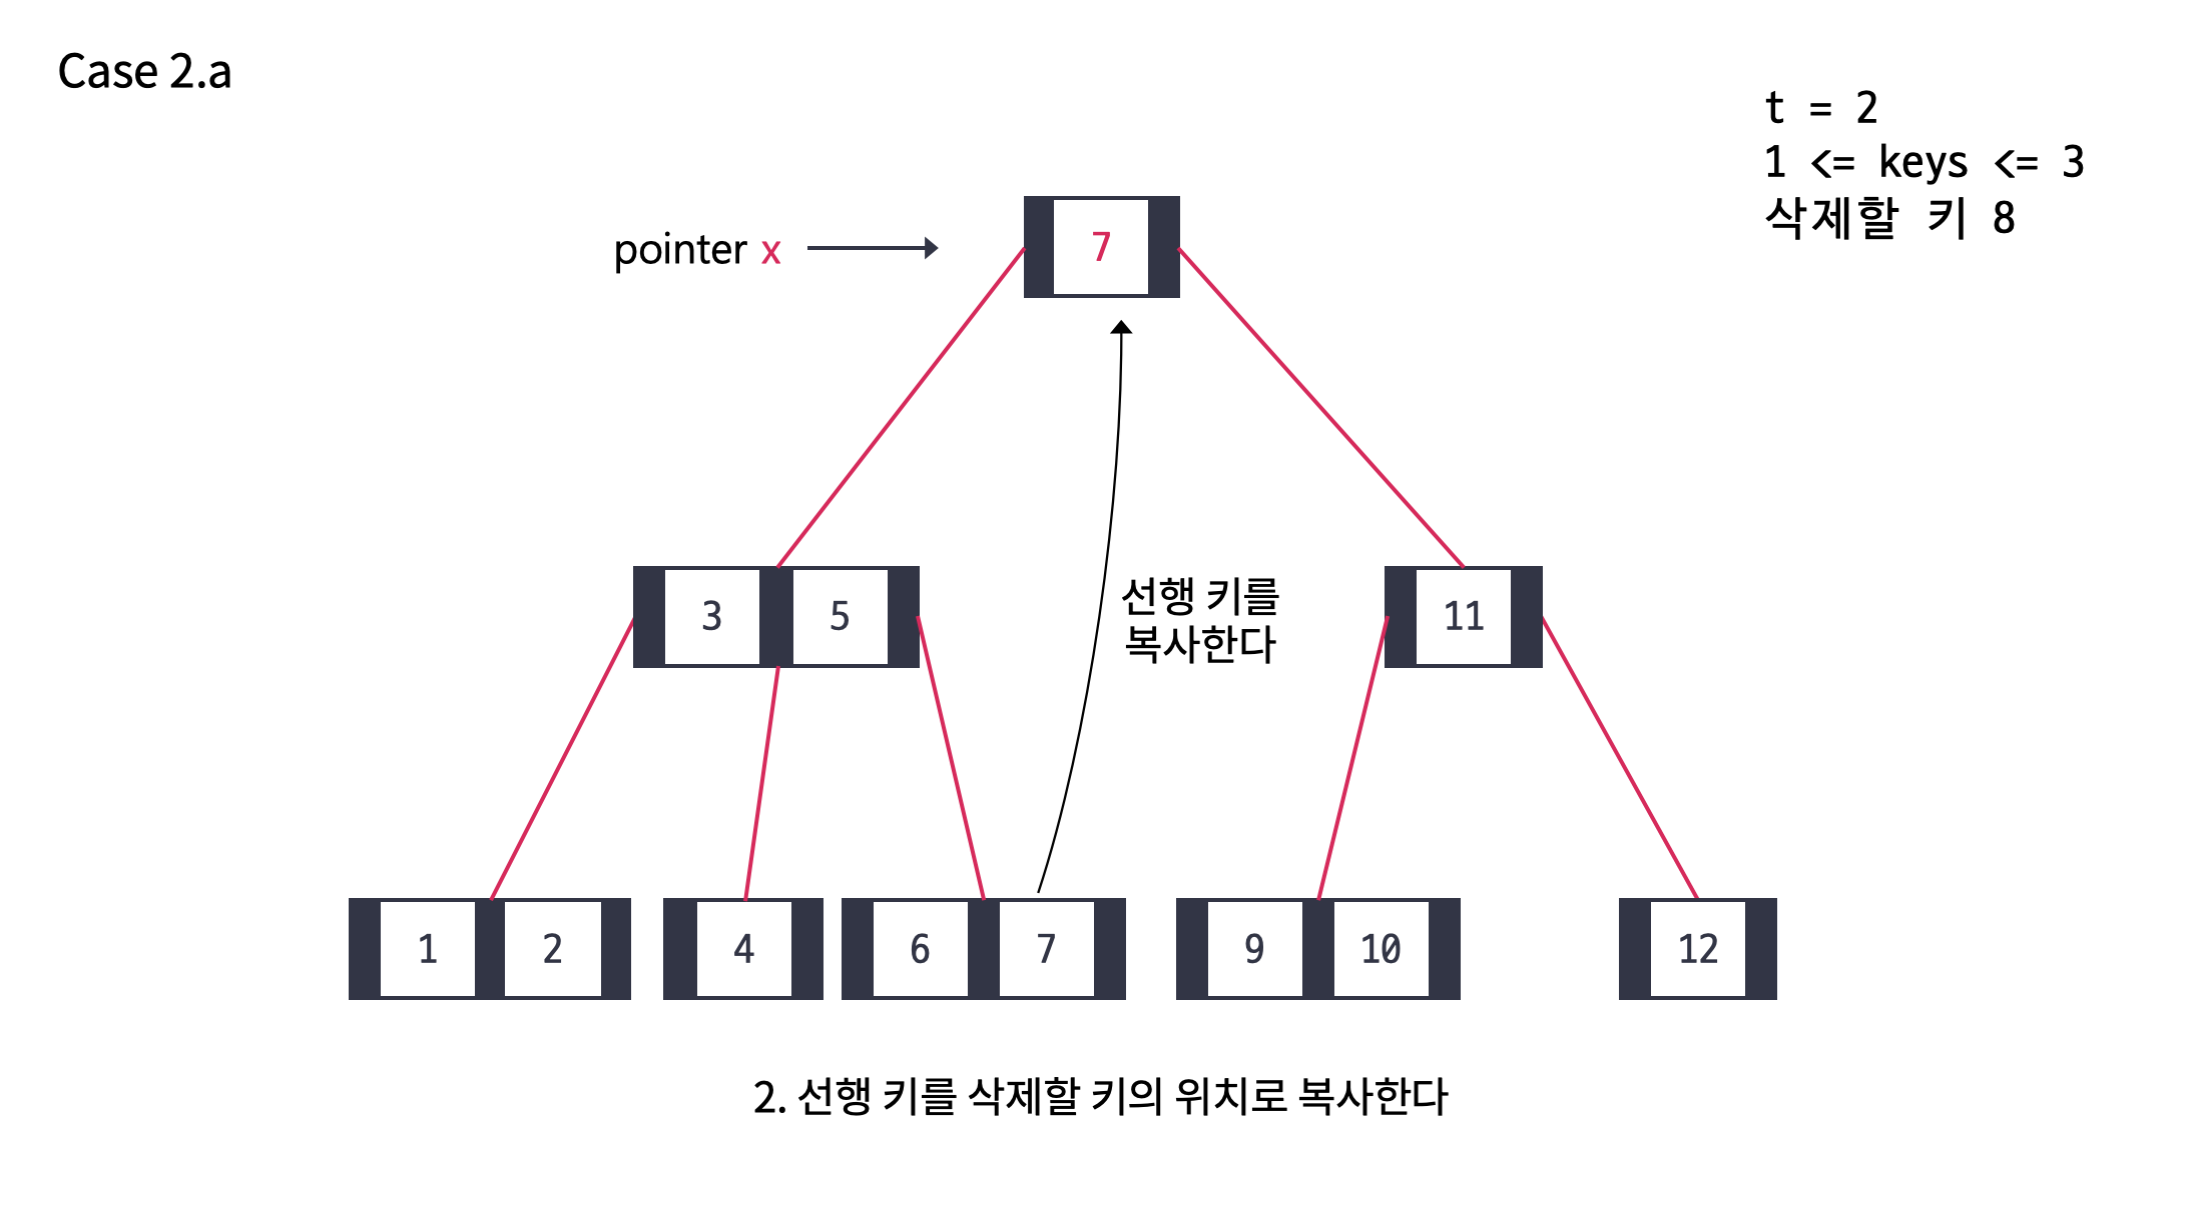 Case 2.a
t = 2
1 <= keys <= 3
삭제할 키 8
pointer x
7
3 5
11
선행 키를
복사한다
1 2
4
6 7
9 10
12
2. 선행 키를 삭제할 키의 위치로 복사한다